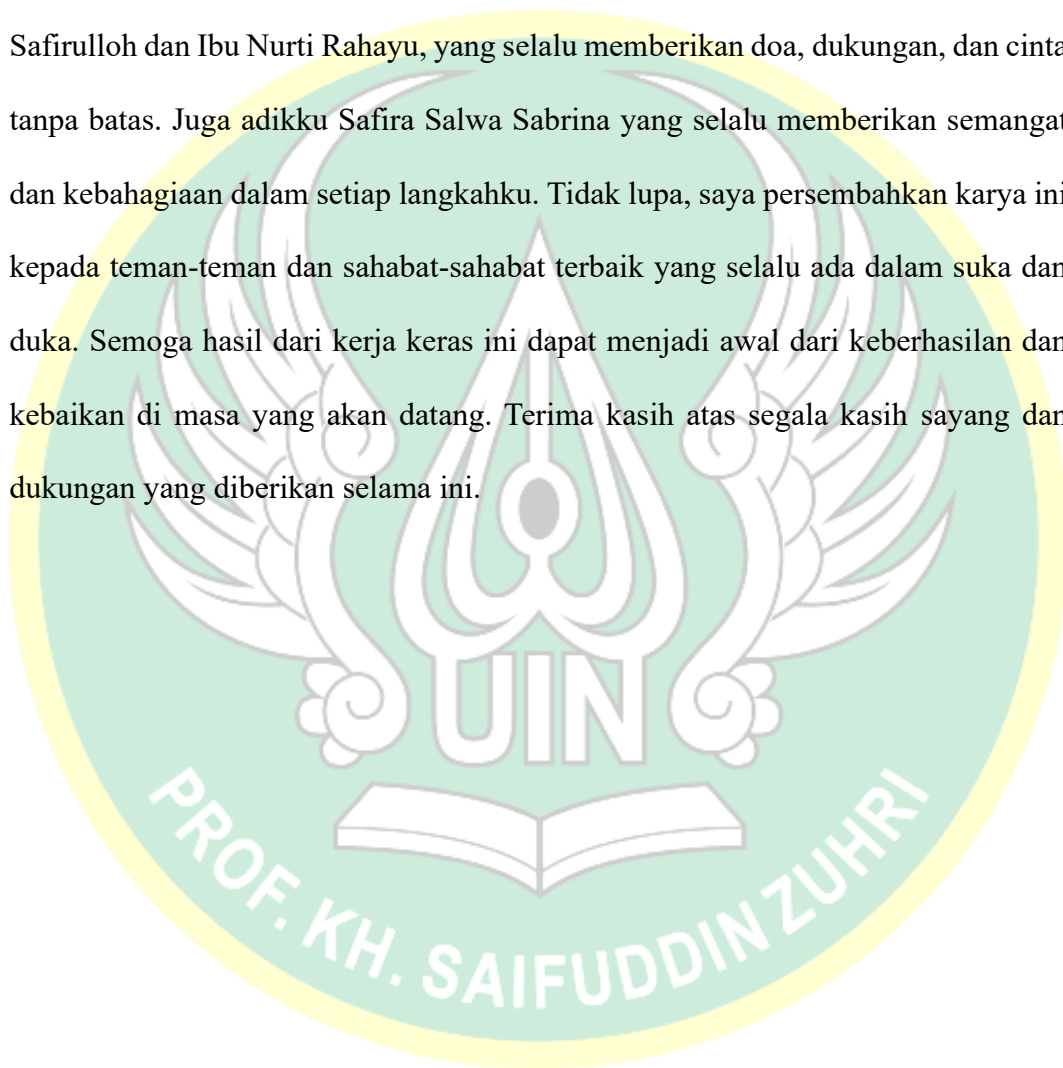 Safirulloh dan Ibu Nurti Rahayu, yang selalu memberikan doa, dukungan, dan cinta
tanpa batas. Juga adikku Safira Salwa Sabrina yang selalu memberikan semangat
dan kebahagiaan dalam setiap langkahku. Tidak lupa, saya persembahkan karya ini
kepada teman-teman dan sahabat-sahabat terbaik yang selalu ada dalam suka dan
duka. Semoga hasil dari kerja keras ini dapat menjadi awal dari keberhasilan dan
kebaikan di masa yang akan datang. Terima kasih atas segala kasih sayang dan
dukungan yang diberikan selama ini.
UIN
PROF. KH. SAIFUDDIN ZUHRI